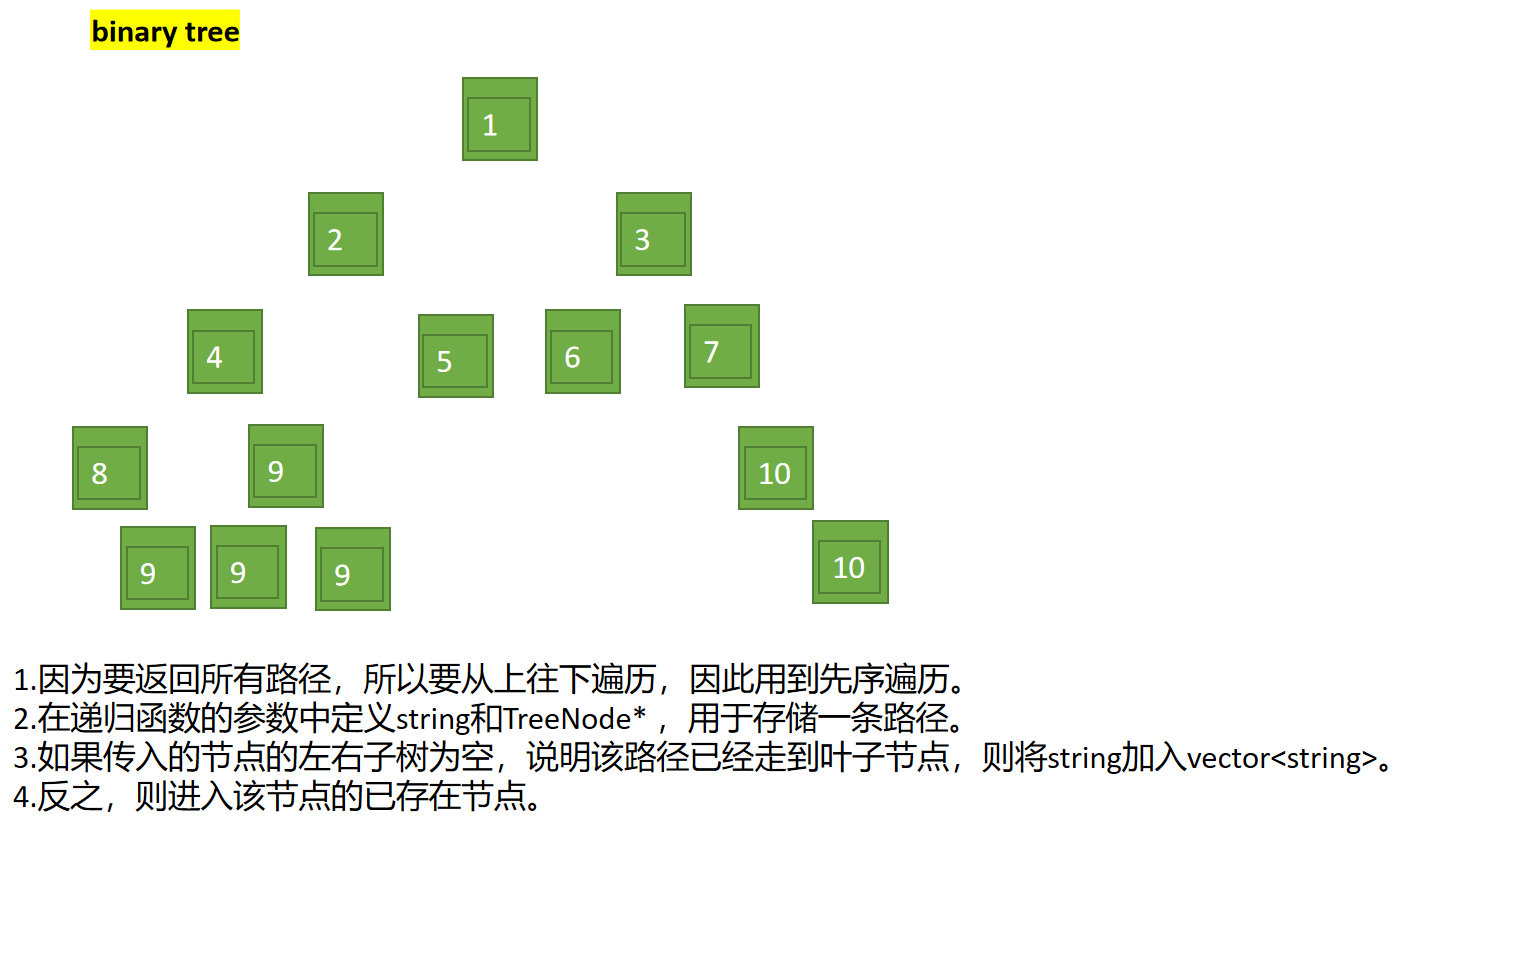 binary tree
1
2
3
4
5
6
7
8
9
10
9
9
9
10
1.因为要返回所有路径，所以要从上往下遍历，因此用到先序遍历。
2.在递归函数的参数中定义string和TreeNode* ，用于存储一条路径。
3.如果传入的节点的左右子树为空，说明该路径已经走到叶子节点，则将string加入vector<string>。
4.反之，则进入该节点的已存在节点。